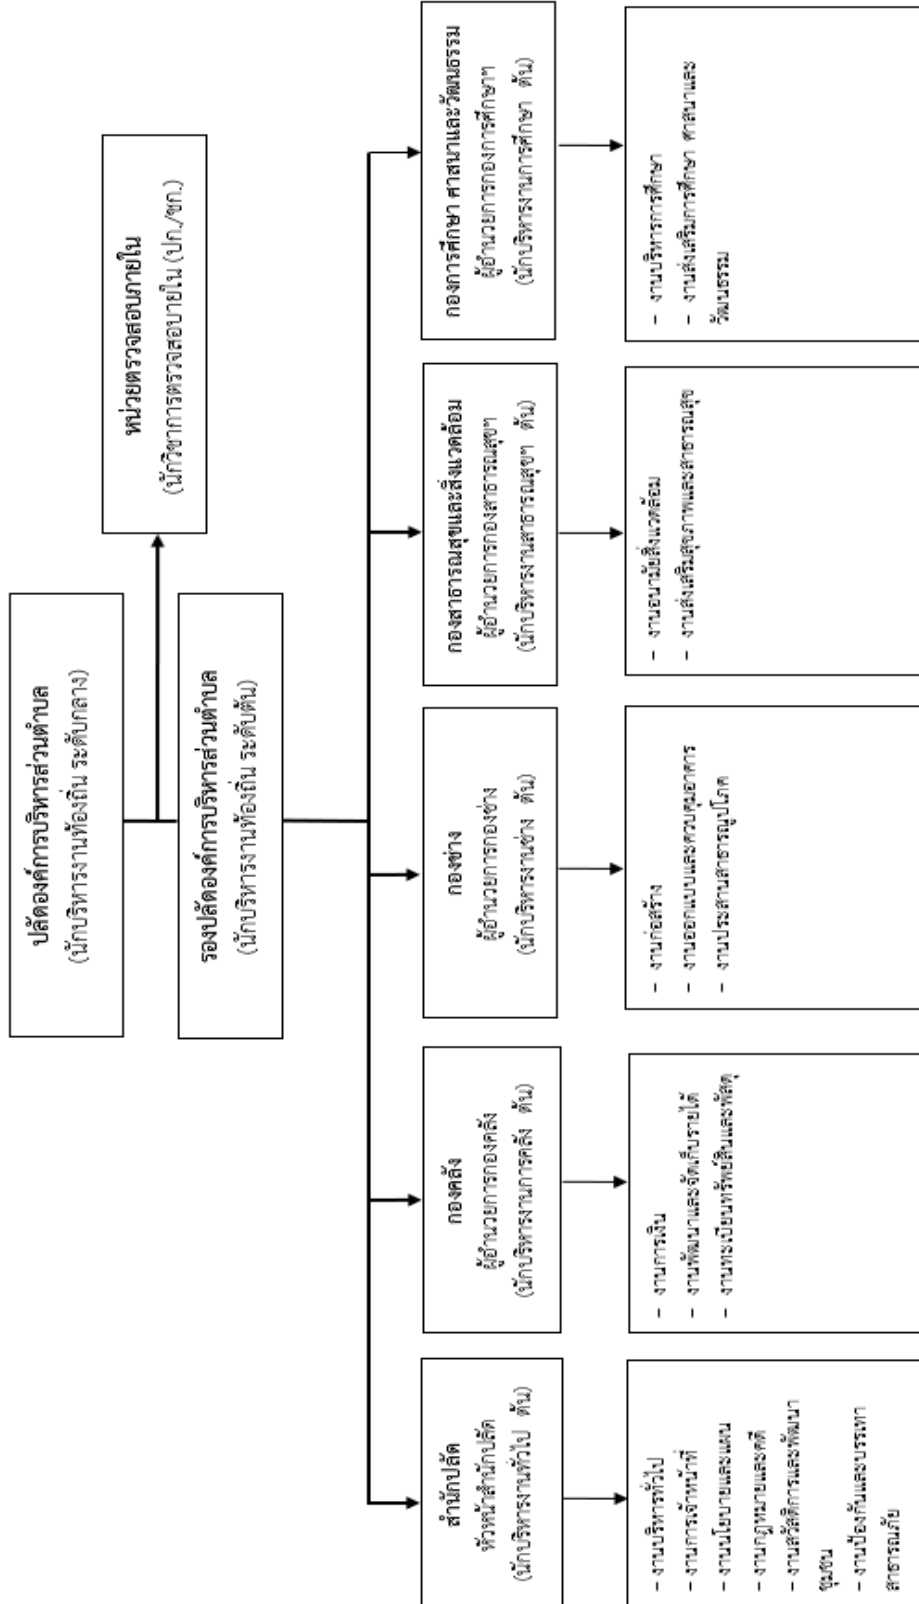 ปลัดองค์การบริหารส่วนตำบล
(นักบริหารงานท้องถิ่น ระดับกลาง)
หน่วยตรวจสอบภายใน
(นักวิชาการตรวจสอบายใน (ปก./ชก.)
รองปลัดองค์การบริหารส่วนตำบล
(นักบริหารงานท้องถิ่น ระดับต้น)
สำนักปลัด
หัวหน้าสำนักปลัด
(นักบริหารงานทั่วไป ต้น)
กองคลัง
ผู้อำนวยการกองคลัง
(นักบริหารงานการคลัง ต้น)
กองช่าง
ผู้อำนวยการกองช่าง
(นักบริหารงานช่าง ต้น)
กองสาธารณสุขและสิ่งแวดล้อม
ผู้อำนวยการกองสาธารณสุขฯ
(นักบริหารงานสาธารณสุขฯ ต้น)
กองการศึกษา ศาสนาและวัฒนธรรม
ผู้อำนวยการกองการศึกษาฯ
(นักบริหารงานการศึกษา ต้น)
- งานบริหารทั่วไป
- งานการเจ้าหน้าที่
- งานนโยบายและแผน
- งานกฎหมายและคดี
- งานสวัสดิการและพัฒนา
ชุมชน
- งานป้องกันและบรรเทา
สาธารณภัย
- งานการเงิน
- งานพัฒนาและจัดเก็บรายได้
- งานทะเบียนทรัพย์สินและพัสดุ
- งานก่อสร้าง
- งานออกแบบและควบคุมอาคาร
- งานประสานสาธารณูปโภค
- งานอนามัยสิ่งแวดล้อม
- งานส่งเสริมสุขภาพและสาธารณสุข
- งานบริหารการศึกษา
- งานส่งเสริมการศึกษา ศาสนาและ
วัฒนธรรม